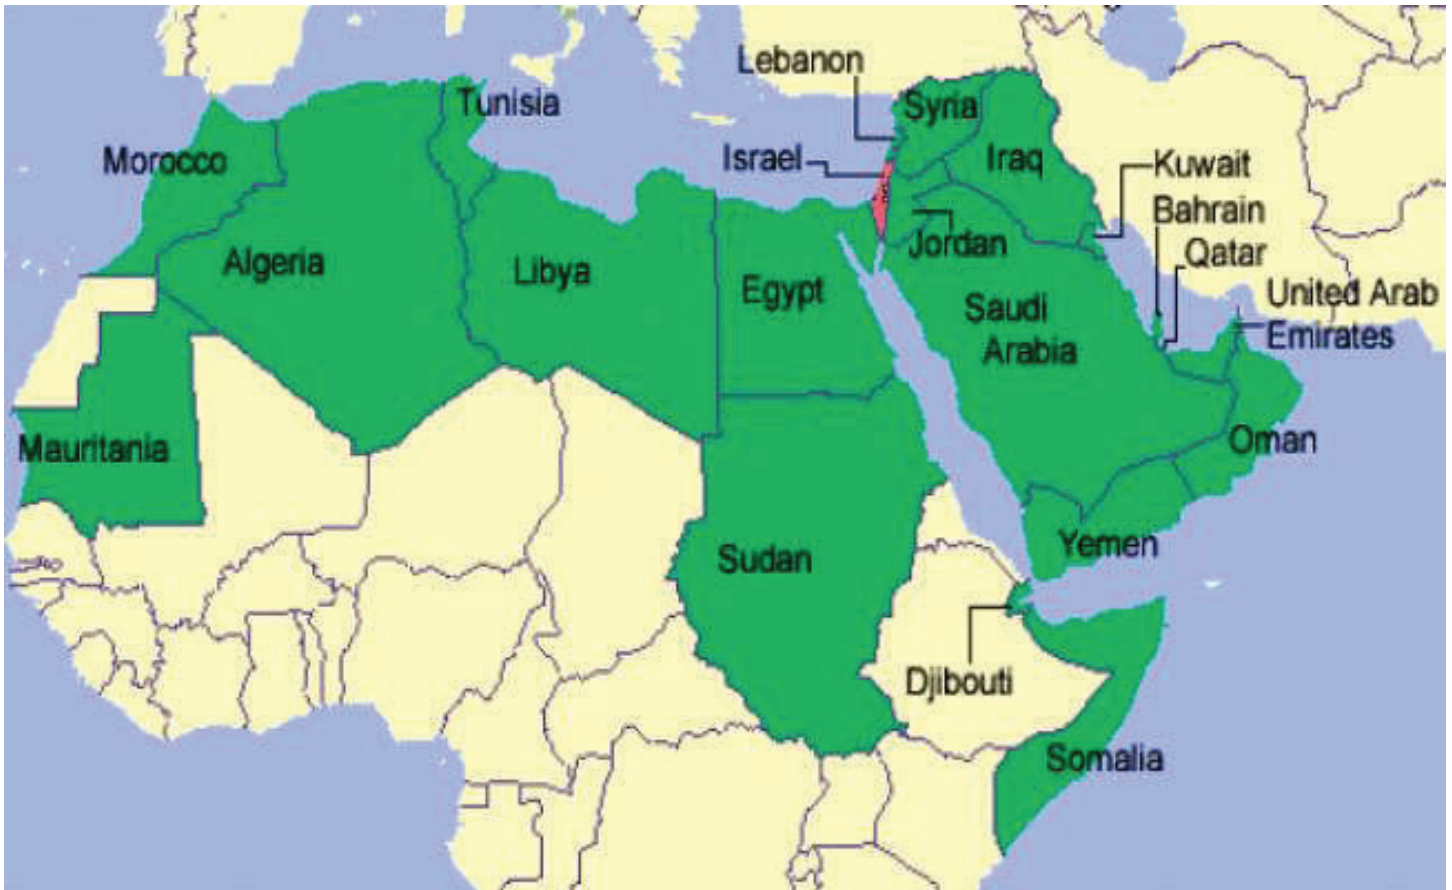 Lebanon
Tunisia
Syria
Morocco
Israel
Iraq
Kuwait
Bahrain
Jordan
Qatar
Algeria
Libya
Egypt
Saudi
Arabia
United Arab
Emirates
Mauritania
Oman
Sudan
Yemen
Djibouti
Somalia